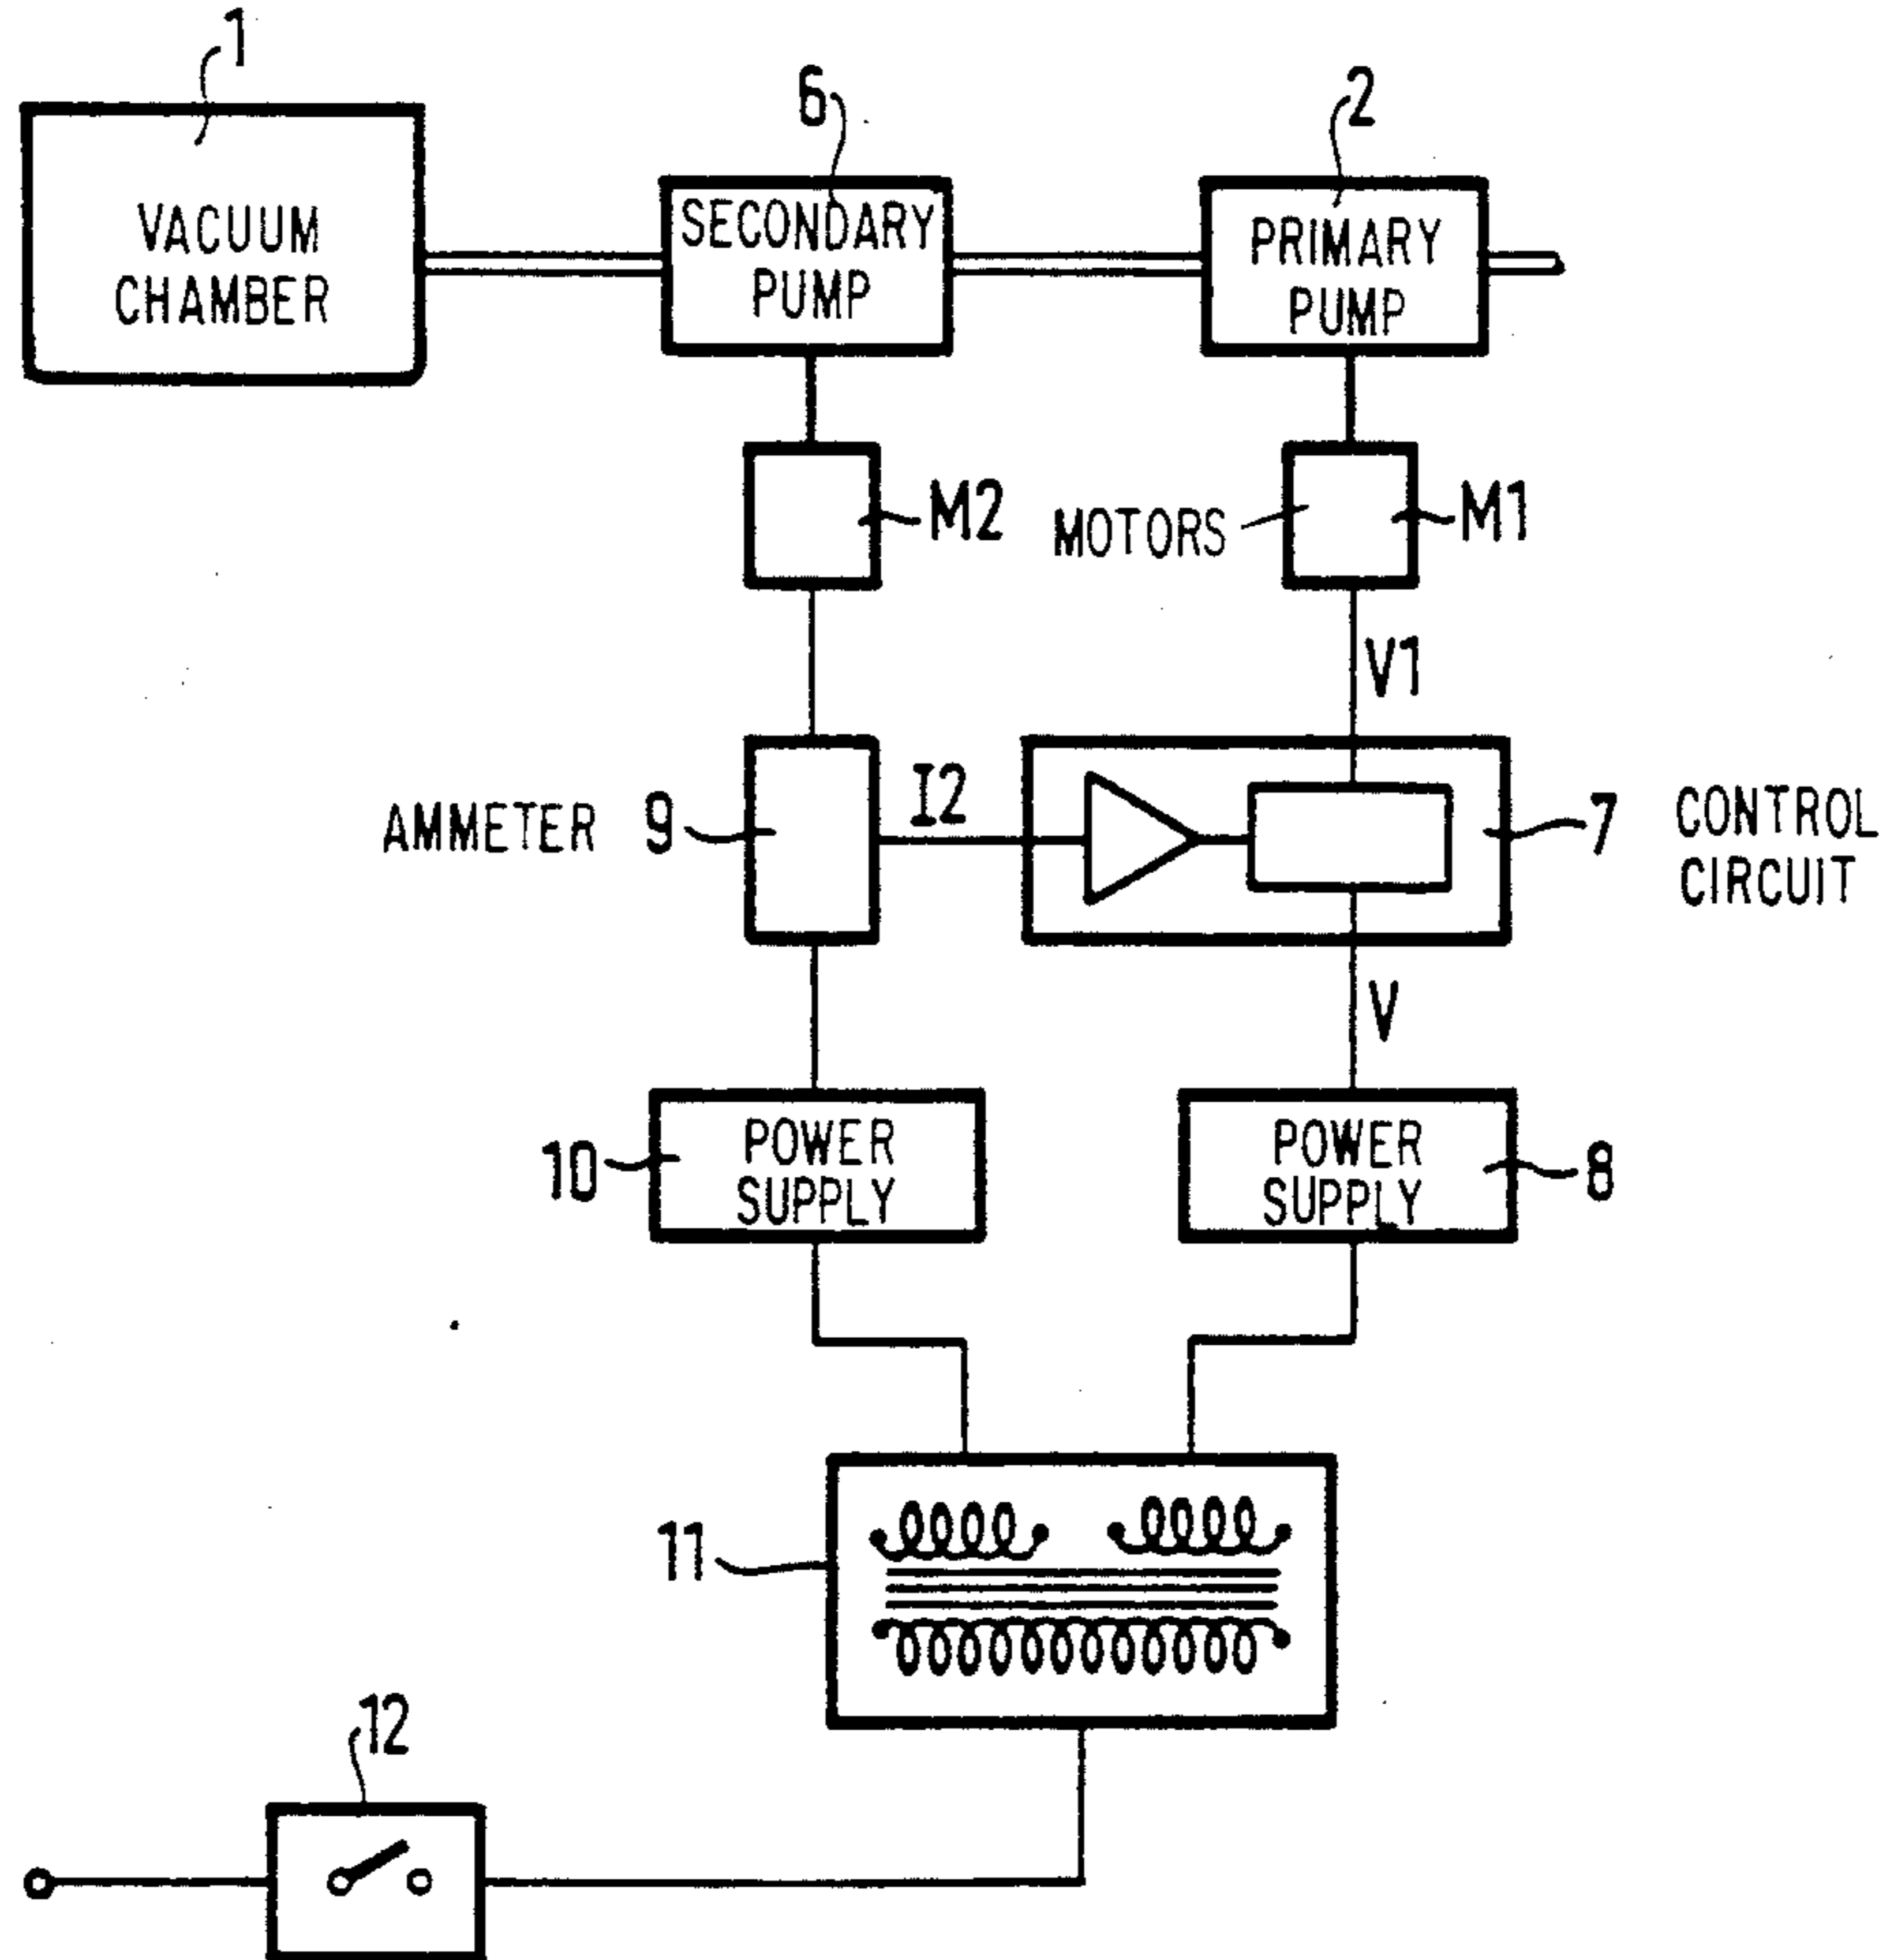 1
6
2
VACUUM
CHAMBER
SECONDARY
PUMP
PRIMARY
PUMP
M2
MOTORS
M1
V1
AMMETER
9
I2
7
CONTROL
CIRCUIT
V
10
POWER
SUPPLY
POWER
SUPPLY
8
11
12